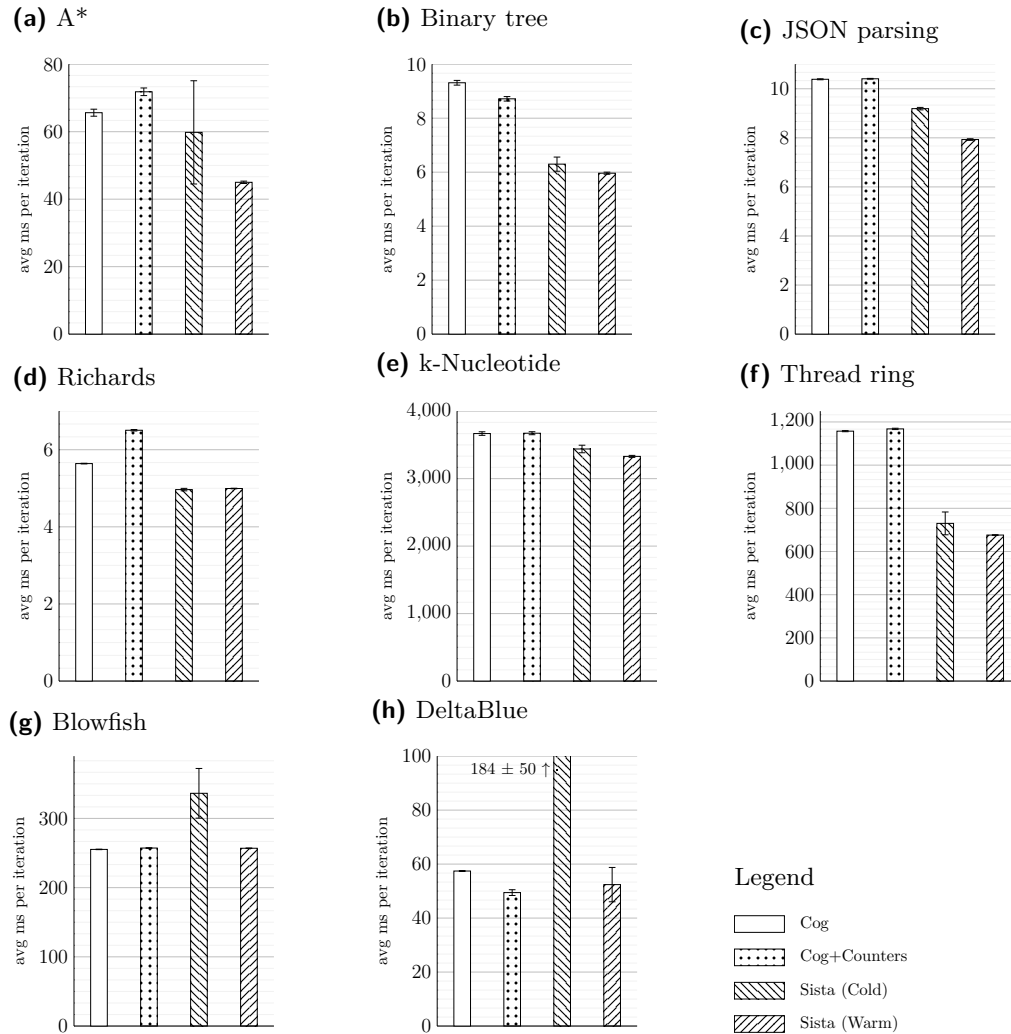 (a) A*
80
60
40
20
0
avg ms per iteration
(b) Binary tree
10
8
6
4
2
0
avg ms per iteration
(c) JSON parsing
10
8
6
4
2
0
avg ms per iteration
(d) Richards
6
4
2
0
avg ms per iteration
(e) k-Nucleotide
4,000
3,000
2,000
1,000
0
avg ms per iteration
(f) Thread ring
1,200
1,000
800
600
400
200
0
avg ms per iteration
(g) Blowfish
300
200
100
0
avg ms per iteration
(h) DeltaBlue
100
80
60
40
20
0
avg ms per iteration
184 ± 50 ↑
Legend
Cog
Cog+Counters
Sista (Cold)
Sista (Warm)